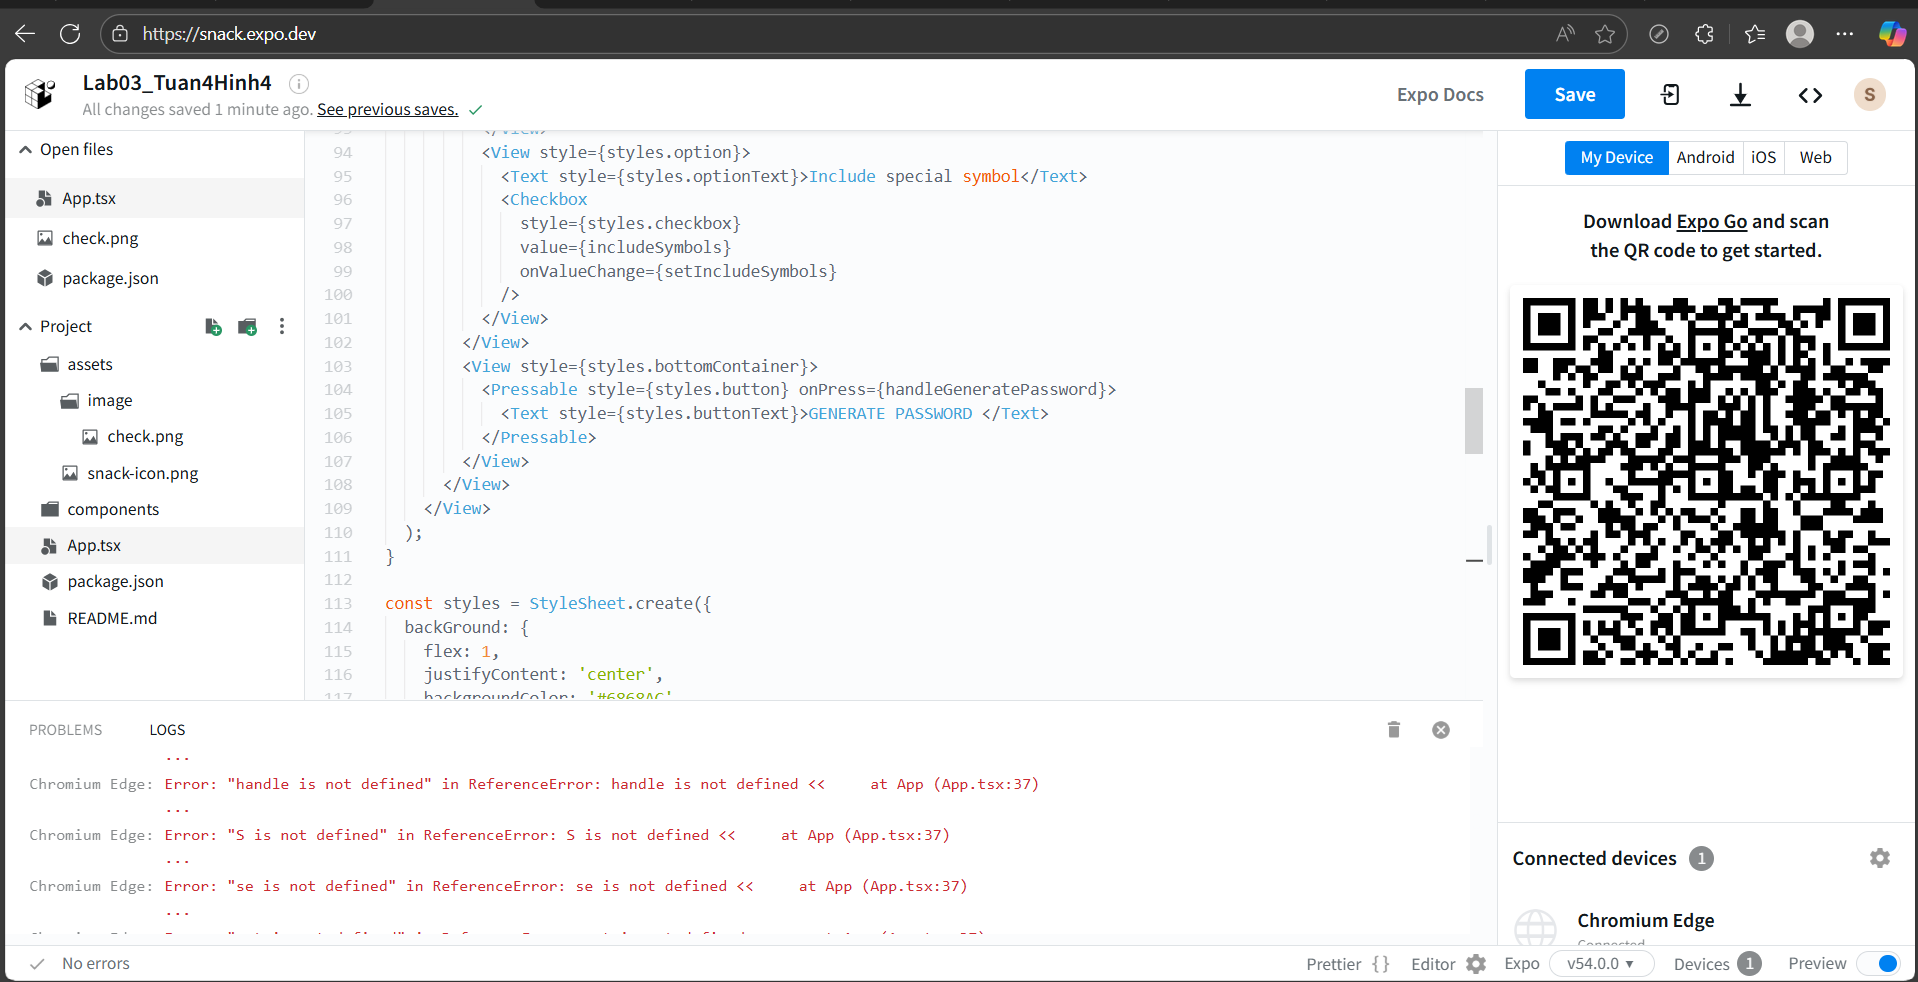 https://snack.expo.dev
Lab03_Tuan4Hinh4
All changes saved 1 minute ago. See previous saves.
Expo Docs
Save
S
Open files
App.tsx
check.png
package.json
Project
assets
image
check.png
snack-icon.png
components
App.tsx
package.json
README.md
94 <View style={styles.option}>
95 <Text style={styles.optionText}>Include special symbol</Text>
96 <Checkbox
97 style={styles.checkbox}
98 value={includeSymbols}
99 onValueChange={setIncludeSymbols}
100 />
101 </View>
102 </View>
103 <View style={styles.bottomContainer}>
104 <Pressable style={styles.button} onPress={handleGeneratePassword}>
105 <Text style={styles.buttonText}>GENERATE PASSWORD </Text>
106 </Pressable>
107 </View>
108 </View>
109 </View>
110 );
111 }
112
113 const styles = StyleSheet.create({
114 backGround: {
115 flex: 1,
116 justifyContent: 'center',
117 backgroundColor: '#6868AC'
My Device
Android
iOS
Web
Download Expo Go and scan
the QR code to get started.
PROBLEMS
LOGS
...
Chromium Edge: Error: "handle is not defined" in ReferenceError: handle is not defined << at App (App.tsx:37)
...
Chromium Edge: Error: "S is not defined" in ReferenceError: S is not defined << at App (App.tsx:37)
...
Chromium Edge: Error: "se is not defined" in ReferenceError: se is not defined << at App (App.tsx:37)
...
Connected devices 1
Chromium Edge
Connected
No errors
Prettier {}
Editor
Expo
v54.0.0
Devices 1
Preview